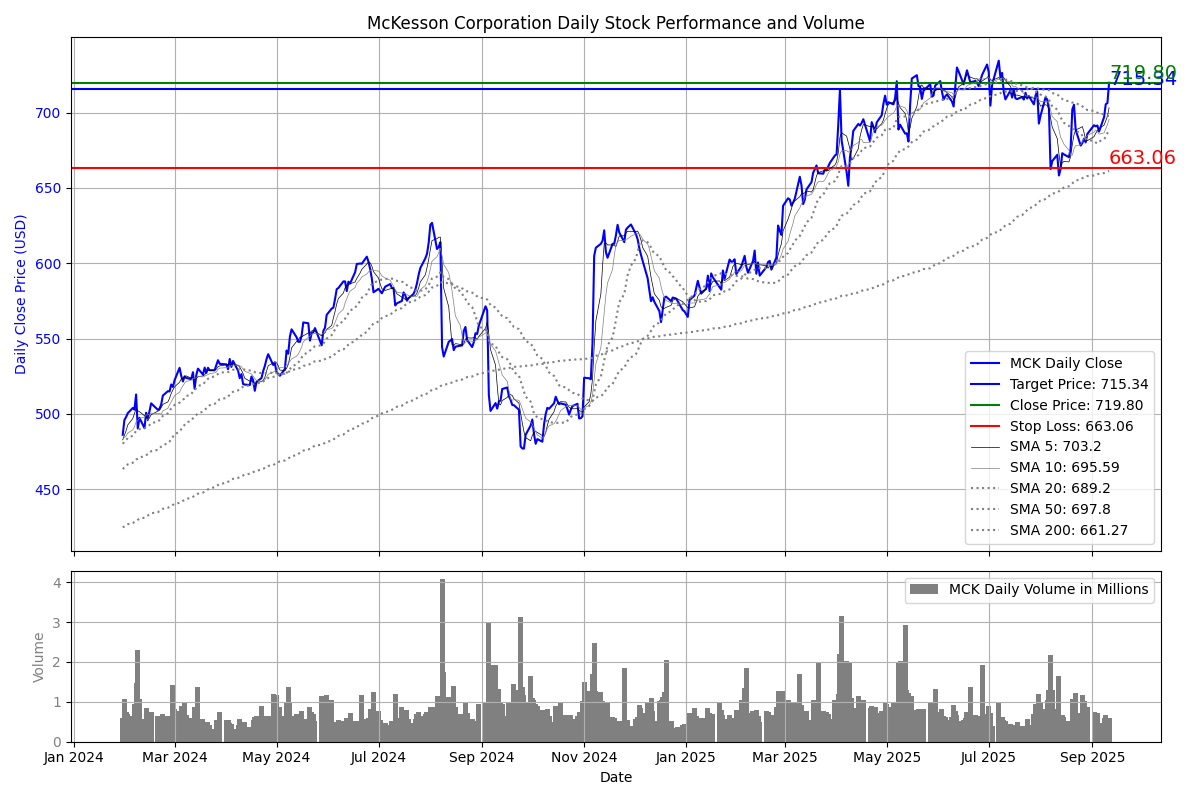 McKesson Corporation Daily Stock Performance and Volume
719.80
715.34
700
663.06
650
600
550
500
450
Daily Close Price (USD)
MCK Daily Close
Target Price: 715.34
Close Price: 719.80
Stop Loss: 663.06
SMA 5: 703.2
SMA 10: 695.59
SMA 20: 689.2
SMA 50: 697.8
SMA 200: 661.27
4
3
2
1
0
Volume
MCK Daily Volume in Millions
Jan 2024
Mar 2024
May 2024
Jul 2024
Sep 2024
Nov 2024
Jan 2025
Mar 2025
May 2025
Jul 2025
Sep 2025
Date